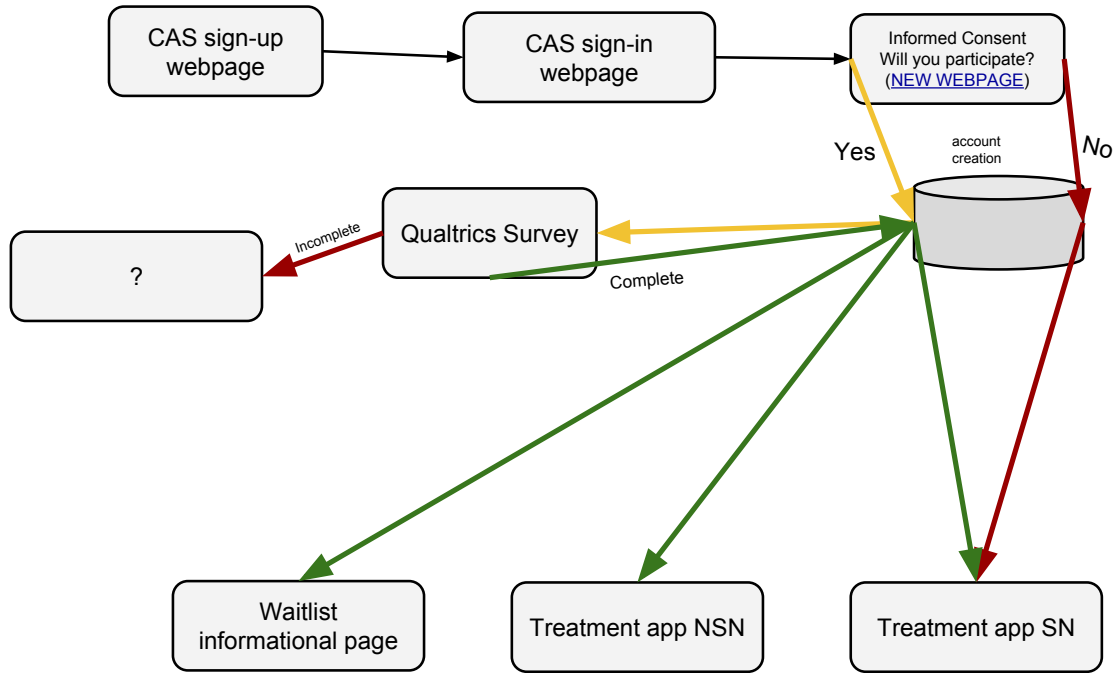 CAS sign-up
webpage
CAS sign-in
webpage
Informed Consent
Will you participate?
(NEW WEBPAGE)
Yes
account
creation
No
Qualtrics Survey
Incomplete
?
Complete
Waitlist
informational page
Treatment app NSN
Treatment app SN